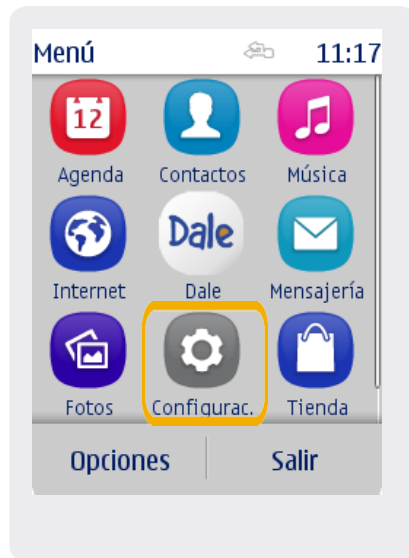 Menú 11:17
12
Agenda Contactos Música
Dale
Internet Dale Mensajería
Fotos Configurac. Tienda
Opciones Salir